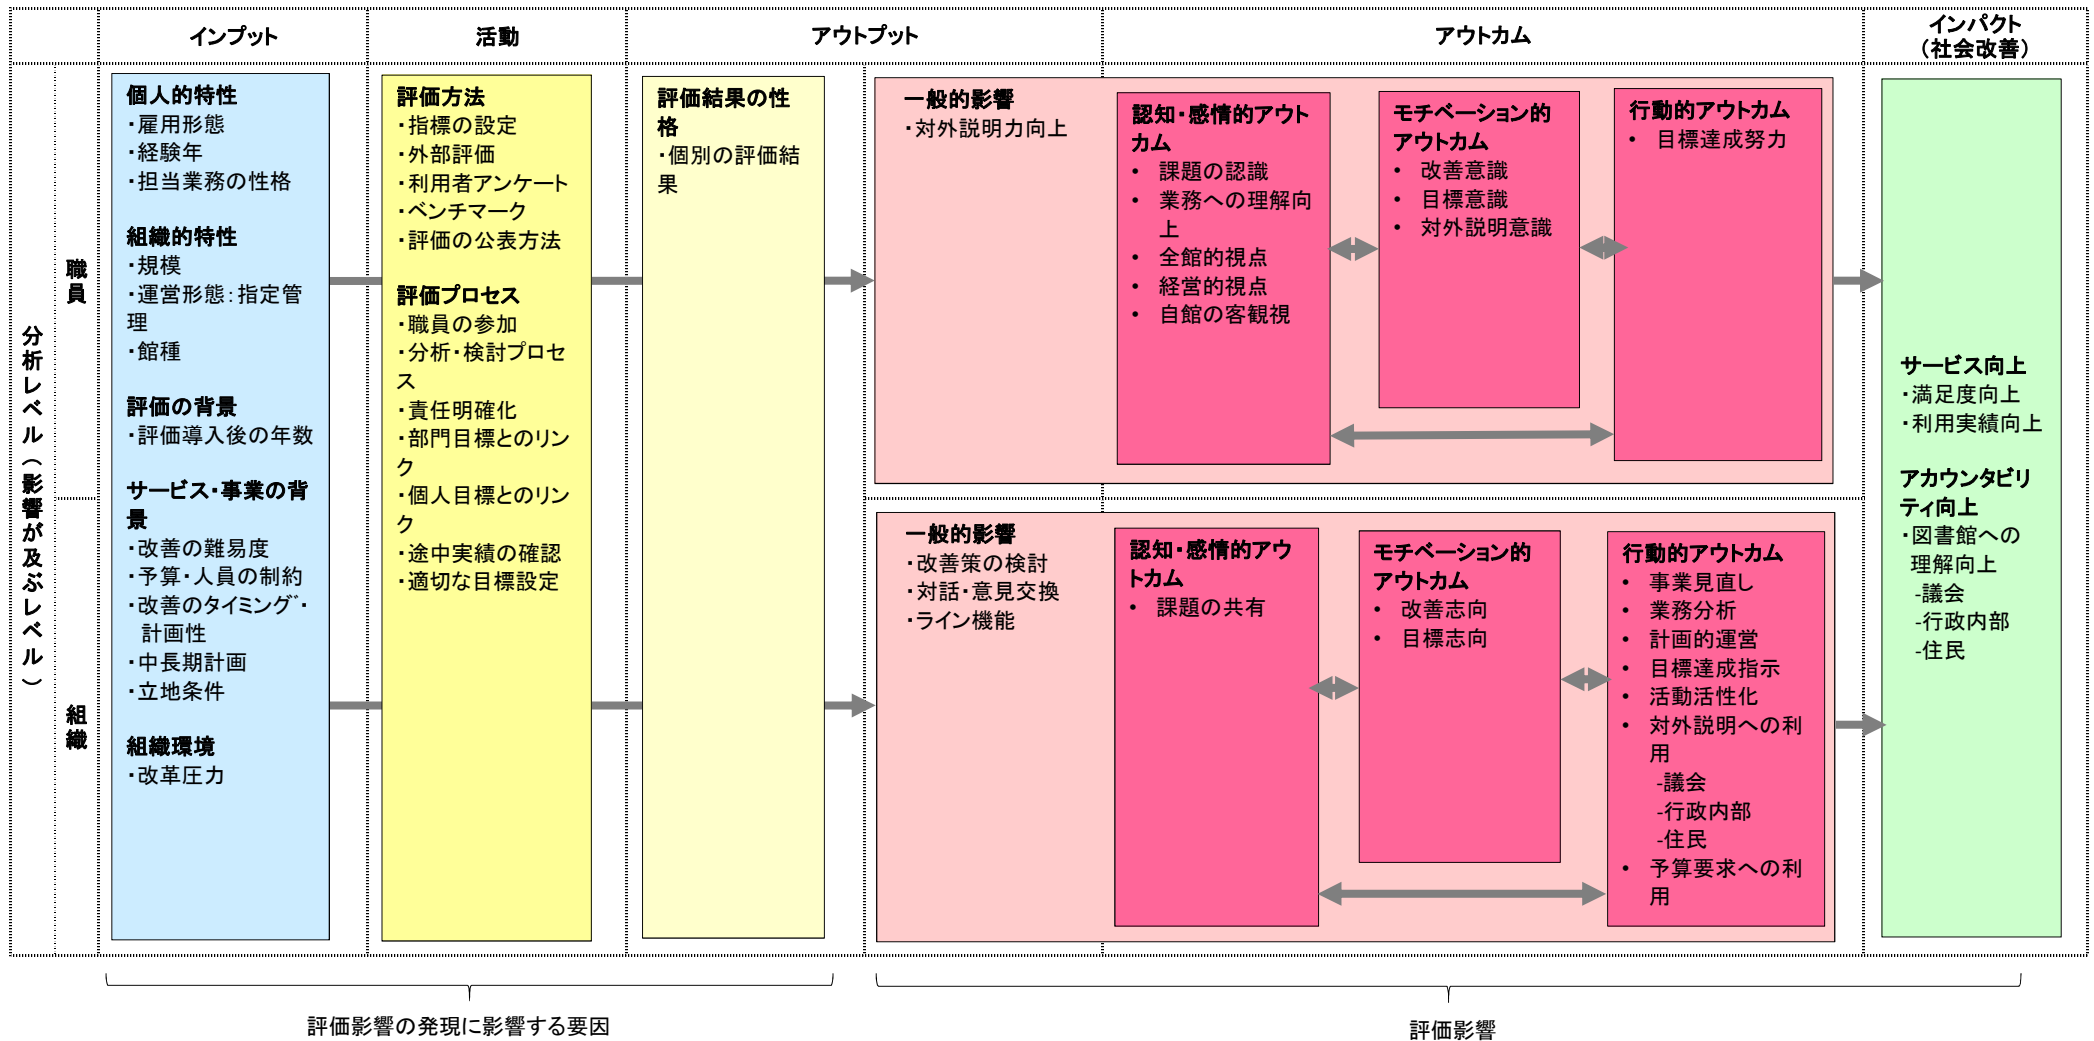 インプット
活動
アウトプット
アウトカム
インパクト
（社会改善）
分析レベル（影響が及ぶレベル）
職員
組織
個人的特性
・雇用形態
・経験年
・担当業務の性格
組織的特性
・規模
・運営形態：指定管
理
・館種
評価の背景
・評価導入後の年数
サービス・事業の背
景
・改善の難易度
・予算・人員の制約
・改善のタイミング・
計画性
・中長期計画
・立地条件
組織環境
・改革圧力
評価方法
・指標の設定
・外部評価
・利用者アンケート
・ベンチマーク
・評価の公表方法
評価プロセス
・職員の参加
・分析・検討プロセ
ス
・責任明確化
・部門目標とのリン
ク
・個人目標とのリン
ク
・途中実績の確認
・適切な目標設定
評価結果の性
格
・個別の評価結
果
一般的影響
・対外説明力向上
認知・感情的アウト
カム
• 課題の認識
• 業務への理解向
上
• 全館的視点
• 経営的視点
• 自館の客観視
モチベーション的
アウトカム
• 改善意識
• 目標意識
• 対外説明意識
行動的アウトカム
• 目標達成努力
一般的影響
・改善策の検討
・対話・意見交換
・ライン機能
認知・感情的アウ
トカム
• 課題の共有
モチベーション的
アウトカム
• 改善志向
• 目標志向
行動的アウトカム
• 事業見直し
• 業務分析
• 計画的運営
• 目標達成指示
• 活動活性化
• 対外説明への利
用
-議会
-行政内部
-住民
• 予算要求への利
用
サービス向上
・満足度向上
・利用実績向上
アカウンタビリ
ティ向上
・図書館への
理解向上
-議会
-行政内部
-住民
評価影響の発現に影響する要因
評価影響